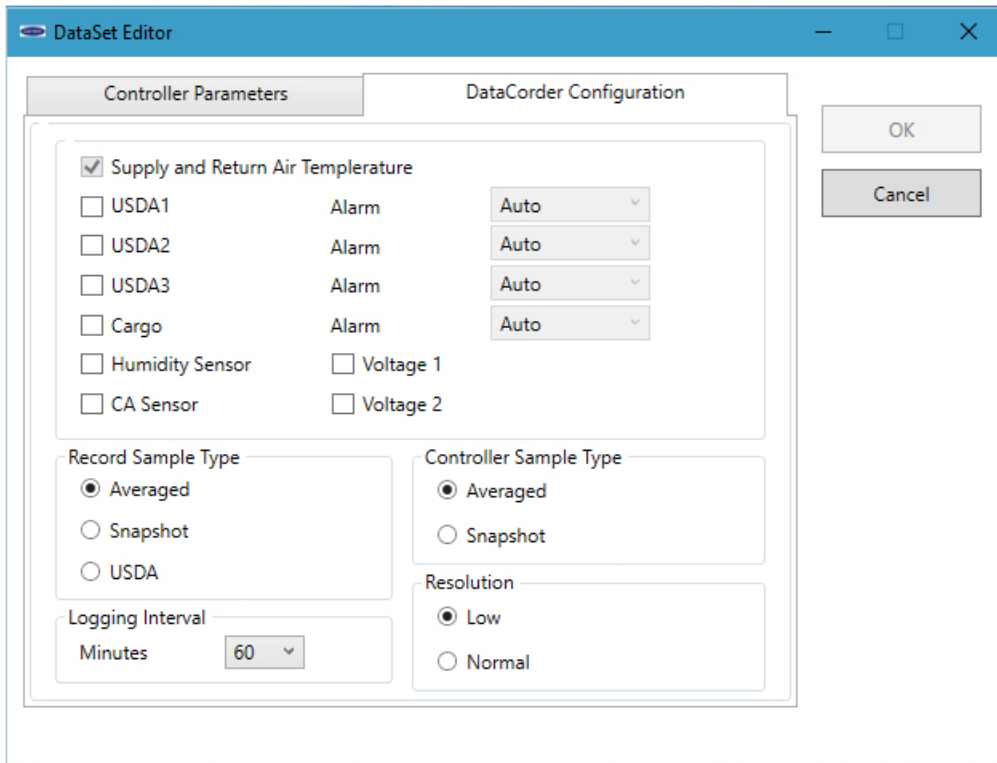 DataSet Editor
Controller Parameters DataCorder Configuration
OK
Cancel
Supply and Return Air Templerature
USDA1 Alarm Auto
USDA2 Alarm Auto
USDA3 Alarm Auto
Cargo Alarm Auto
Humidity Sensor Voltage 1
CA Sensor Voltage 2
Record Sample Type
Averaged
Snapshot
USDA
Controller Sample Type
Averaged
Snapshot
Logging Interval
Minutes 60
Resolution
Low
Normal